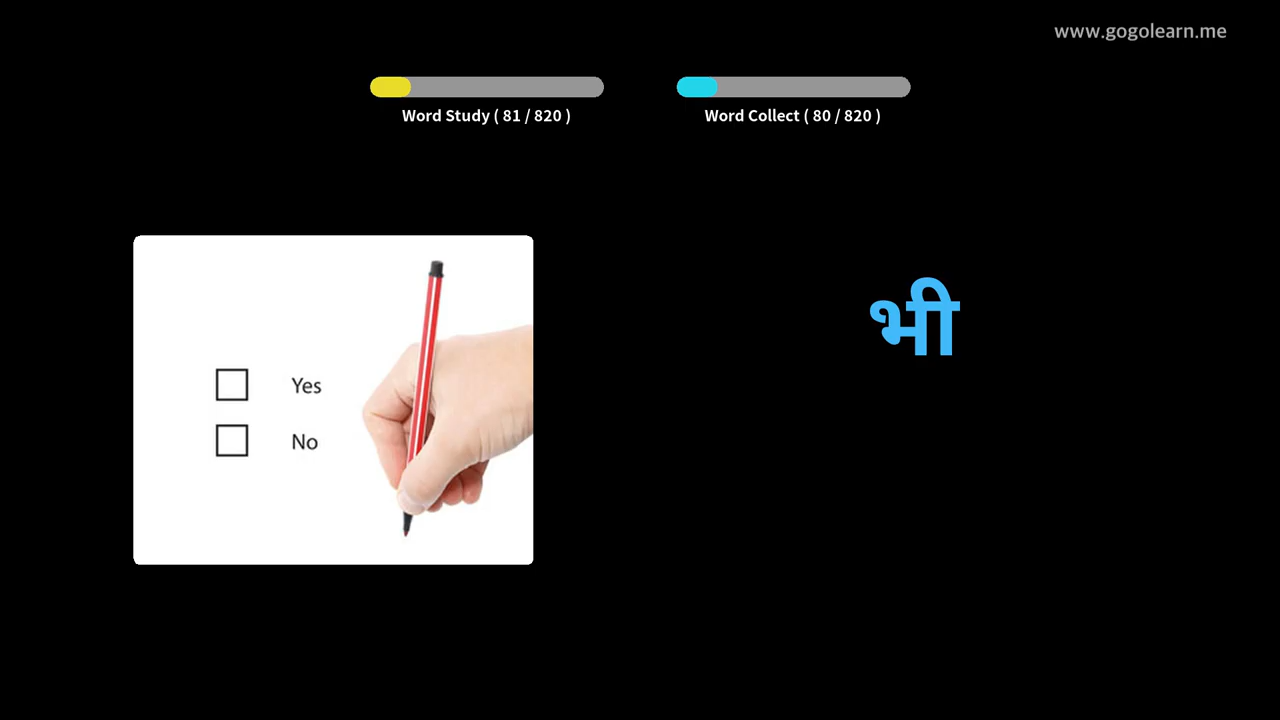 www.gogolearn.me
Word Study ( 81 / 820 )
Word Collect ( 80 / 820 )
भी
Yes
No